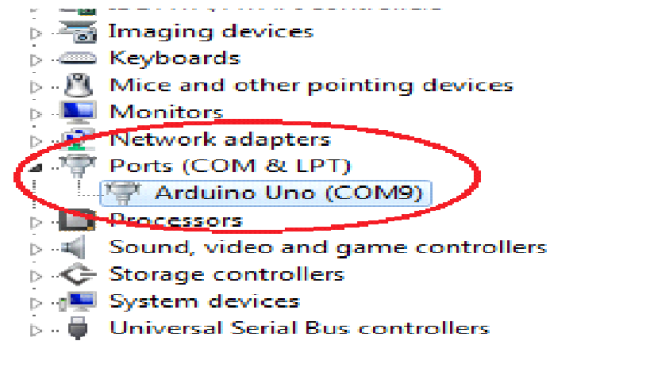 Imaging devices
Keyboards
Mice and other pointing devices
Monitors
Network adapters
Ports (COM & LPT)
Arduino Uno (COM9)
Processors
Sound, video and game controllers
Storage controllers
System devices
Universal Serial Bus controllers